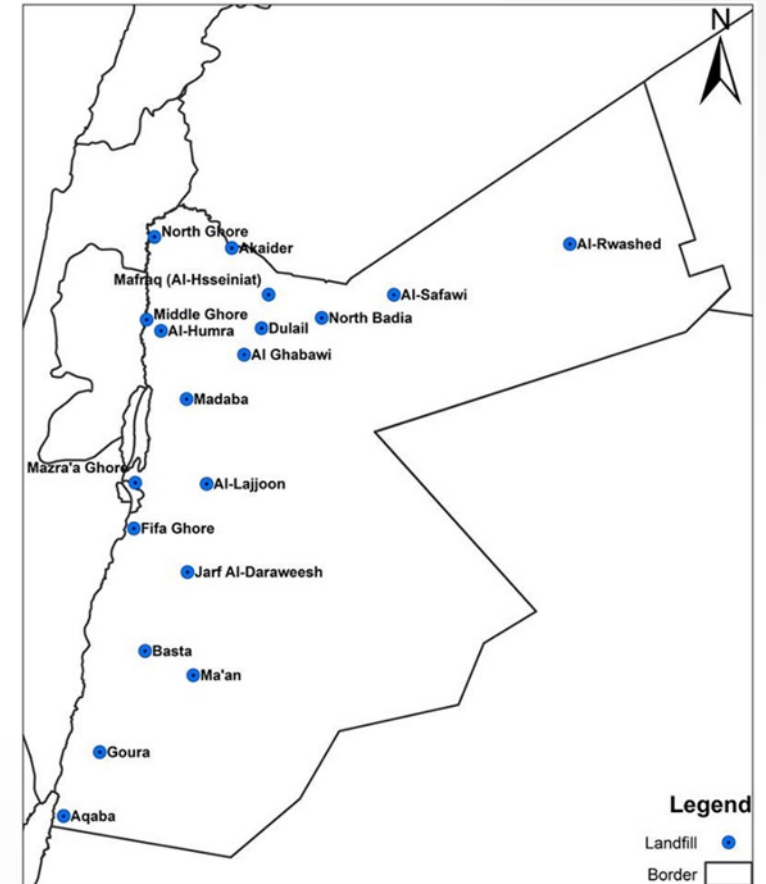 N
North Ghore
Akaider
Al-Rwashed
Mafraq (Al-Hsseiniat)
Al-Safawi
Middle Ghore
North Badia
Al-Humra
Dulail
Al Ghabawi
Madaba
Mazra'a Ghore
Al-Lajjoon
Fifa Ghore
Jarf Al-Daraweesh
Basta
Ma'an
Goura
Aqaba
Legend
Landfill
Border